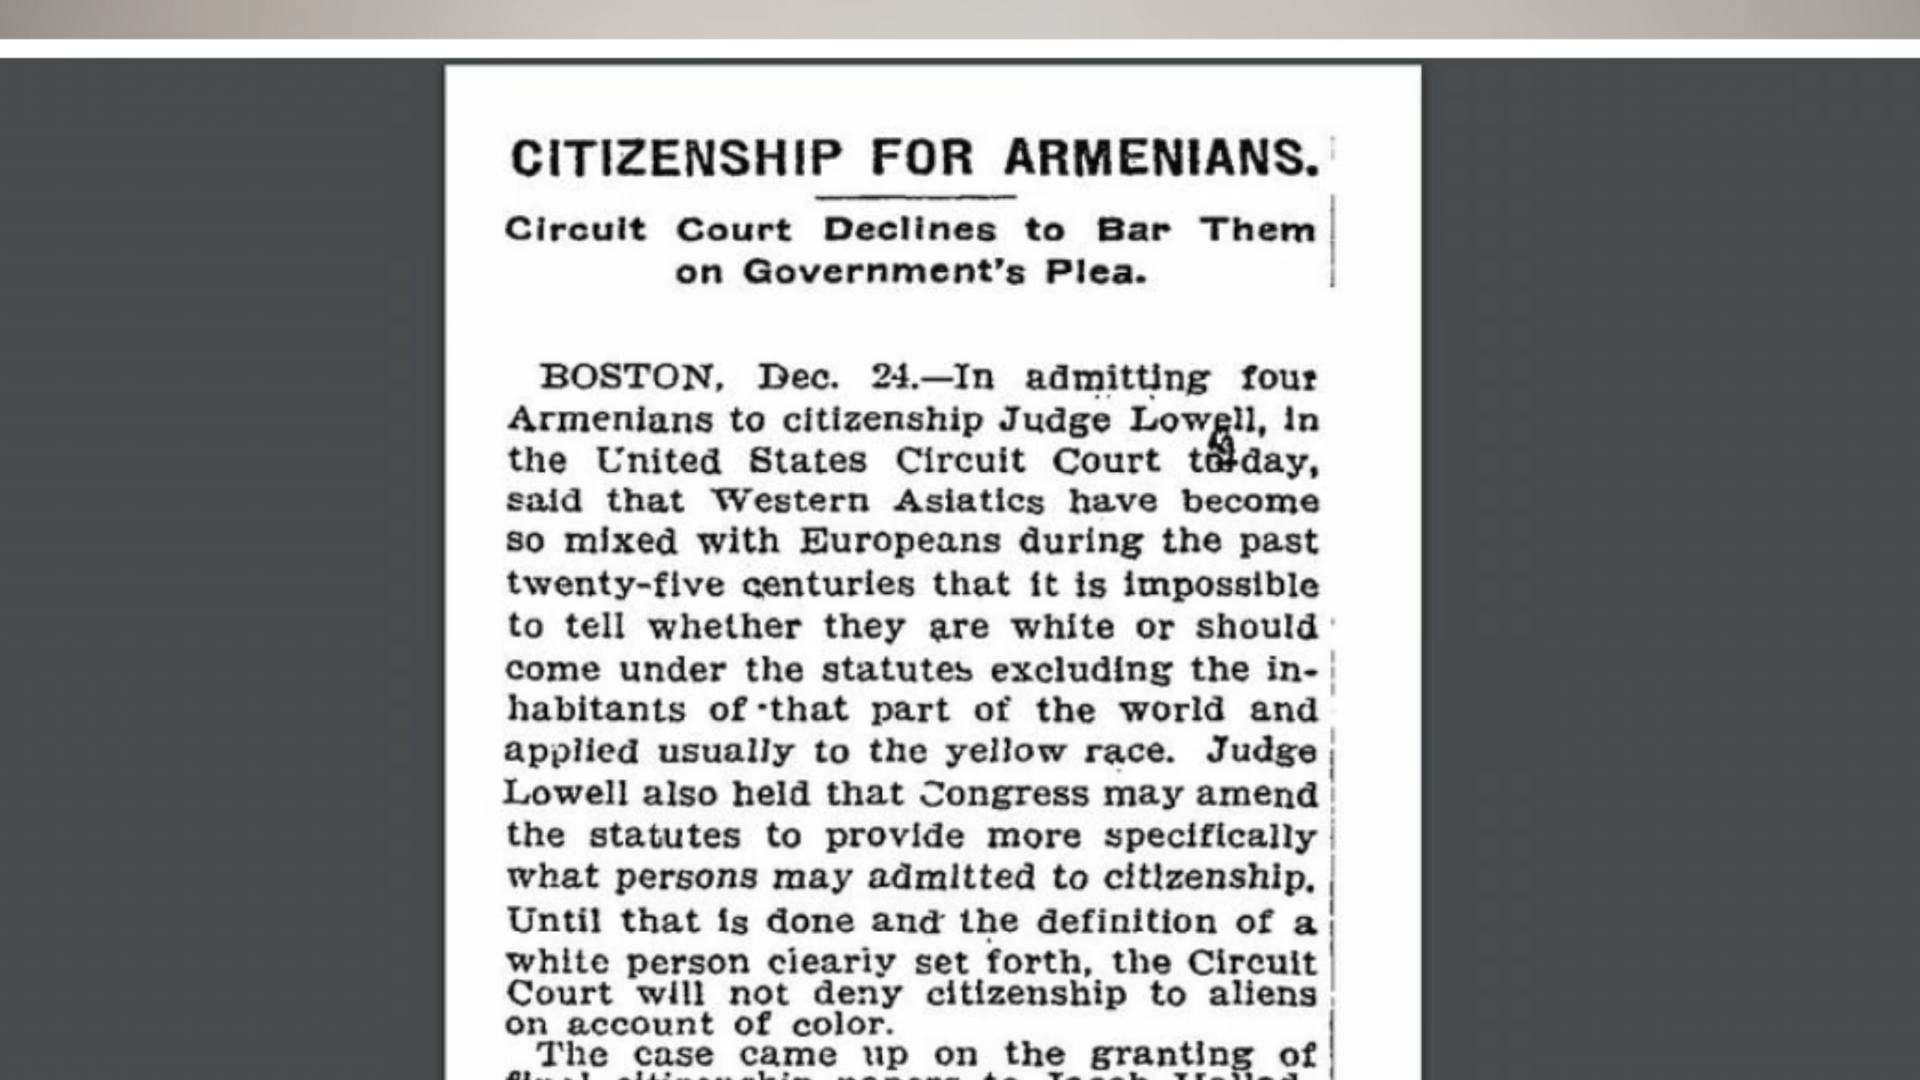 CITIZENSHIP FOR ARMENIANS.
Circuit Court Declines to Bar Them
on Government's Plea.
BOSTON, Dec. 24.—In admitting four
Armenians to citizenship Judge Lowell, in
the United States Circuit Court to-day,
said that Western Asiatics have become
so mixed with Europeans during the past
twenty-five centuries that it is impossible
to tell whether they are white or should
come under the statutes excluding the in-
habitants of that part of the world and
applied usually to the yellow race. Judge
Lowell also held that Congress may amend
the statutes to provide more specifically
what persons may admitted to citizenship.
Until that is done and the definition of a
white person clearly set forth, the Circuit
Court will not deny citizenship to aliens
on account of color.
The case came up on the granting of